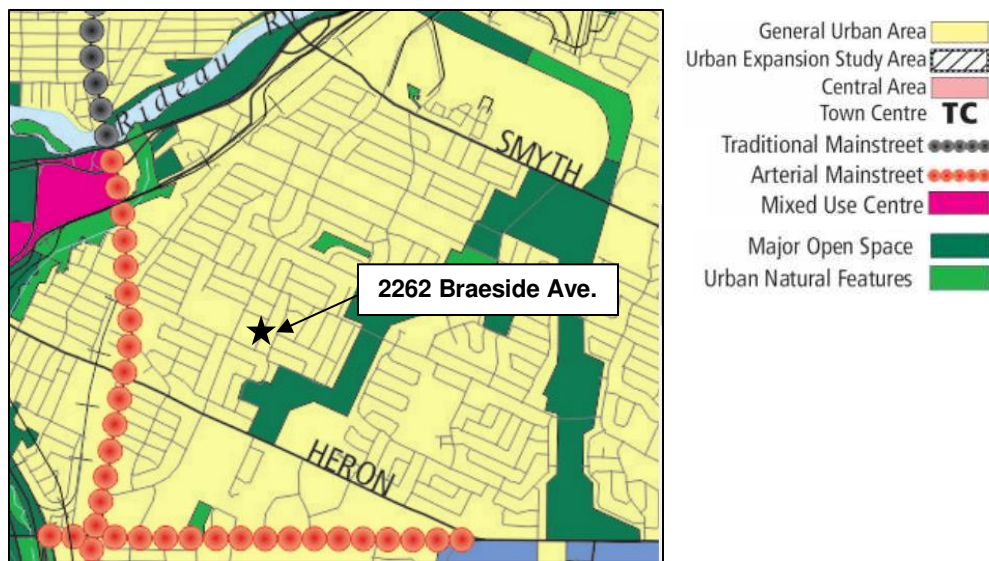 Rideau Rv
SMYTH
2262 Braeside Ave.
HERON
General Urban Area
Urban Expansion Study Area
Central Area
Town Centre TC
Traditional Mainstreet
Arterial Mainstreet
Mixed Use Centre
Major Open Space
Urban Natural Features